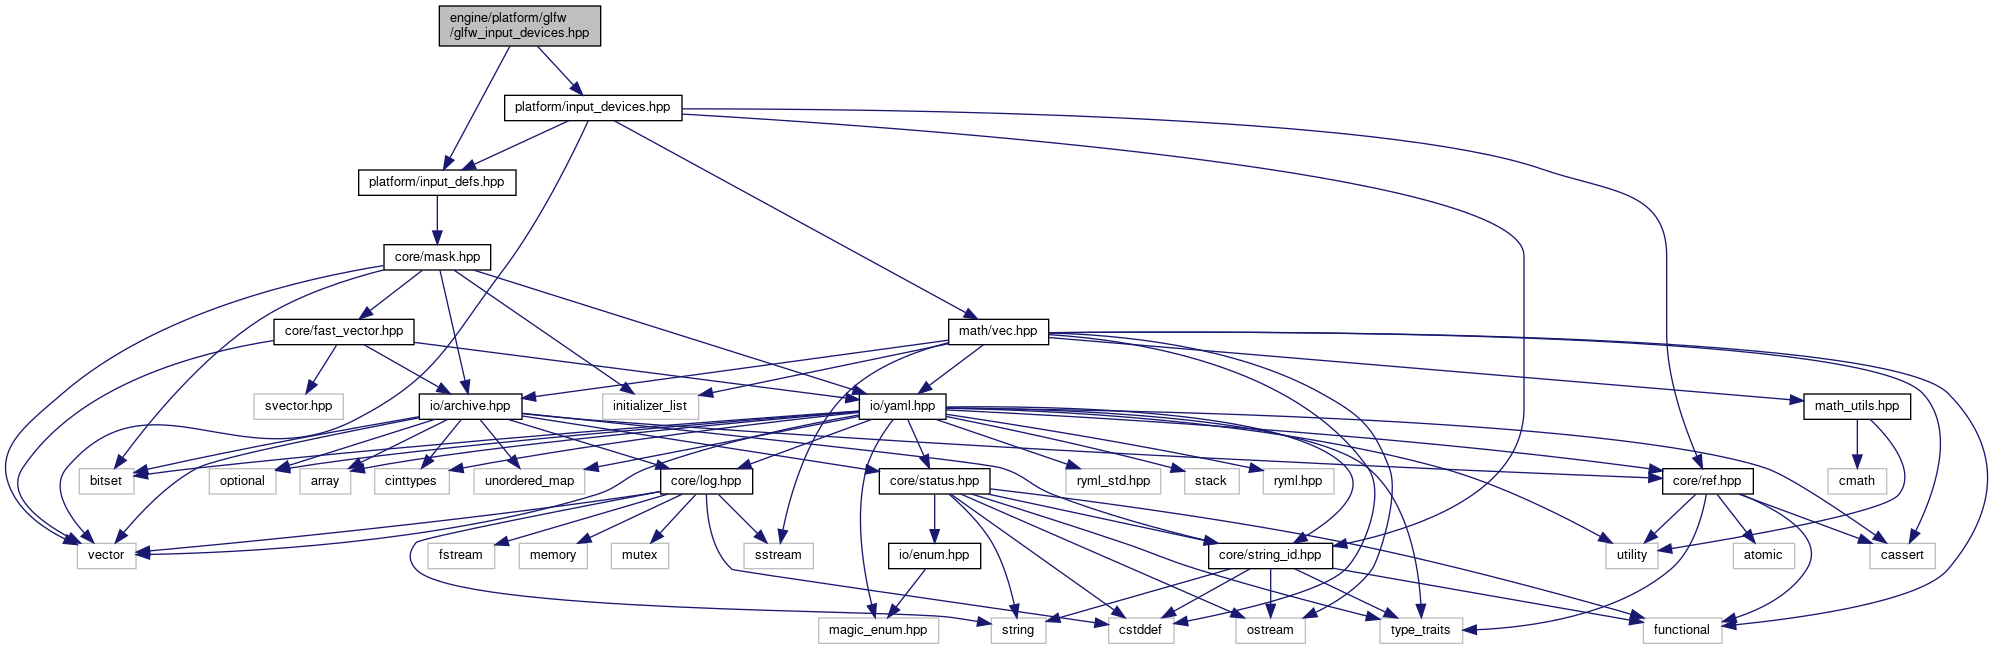 engine/platform/glfw
/glfw_input_devices.hpp
platform/input_devices.hpp
platform/input_defs.hpp
core/mask.hpp
core/fast_vector.hpp
math/vec.hpp
svector.hpp
io/archive.hpp
initializer_list
io/yaml.hpp
math_utils.hpp
bitset
optional
array
cinttypes
unordered_map
core/log.hpp
core/status.hpp
ryml_std.hpp
stack
ryml.hpp
core/ref.hpp
cmath
vector
fstream
memory
mutex
sstream
io/enum.hpp
core/string_id.hpp
utility
atomic
cassert
magic_enum.hpp
string
cstddef
ostream
type_traits
functional